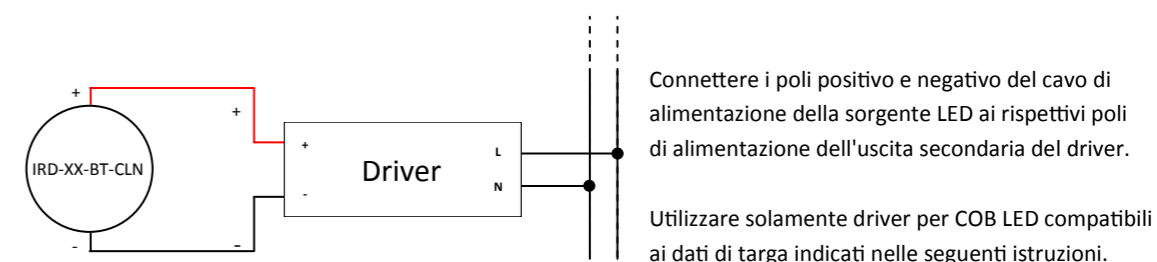 +
+
IRD-XX-BT-CLN
-
-
+
-
Driver
L
N
Connettere i poli positivo e negativo del cavo di
alimentazione della sorgente LED ai rispettivi poli
di alimentazione dell'uscita secondaria del driver.
Utilizzare solamente driver per COB LED compatibili
ai dati di targa indicati nelle seguenti istruzioni.